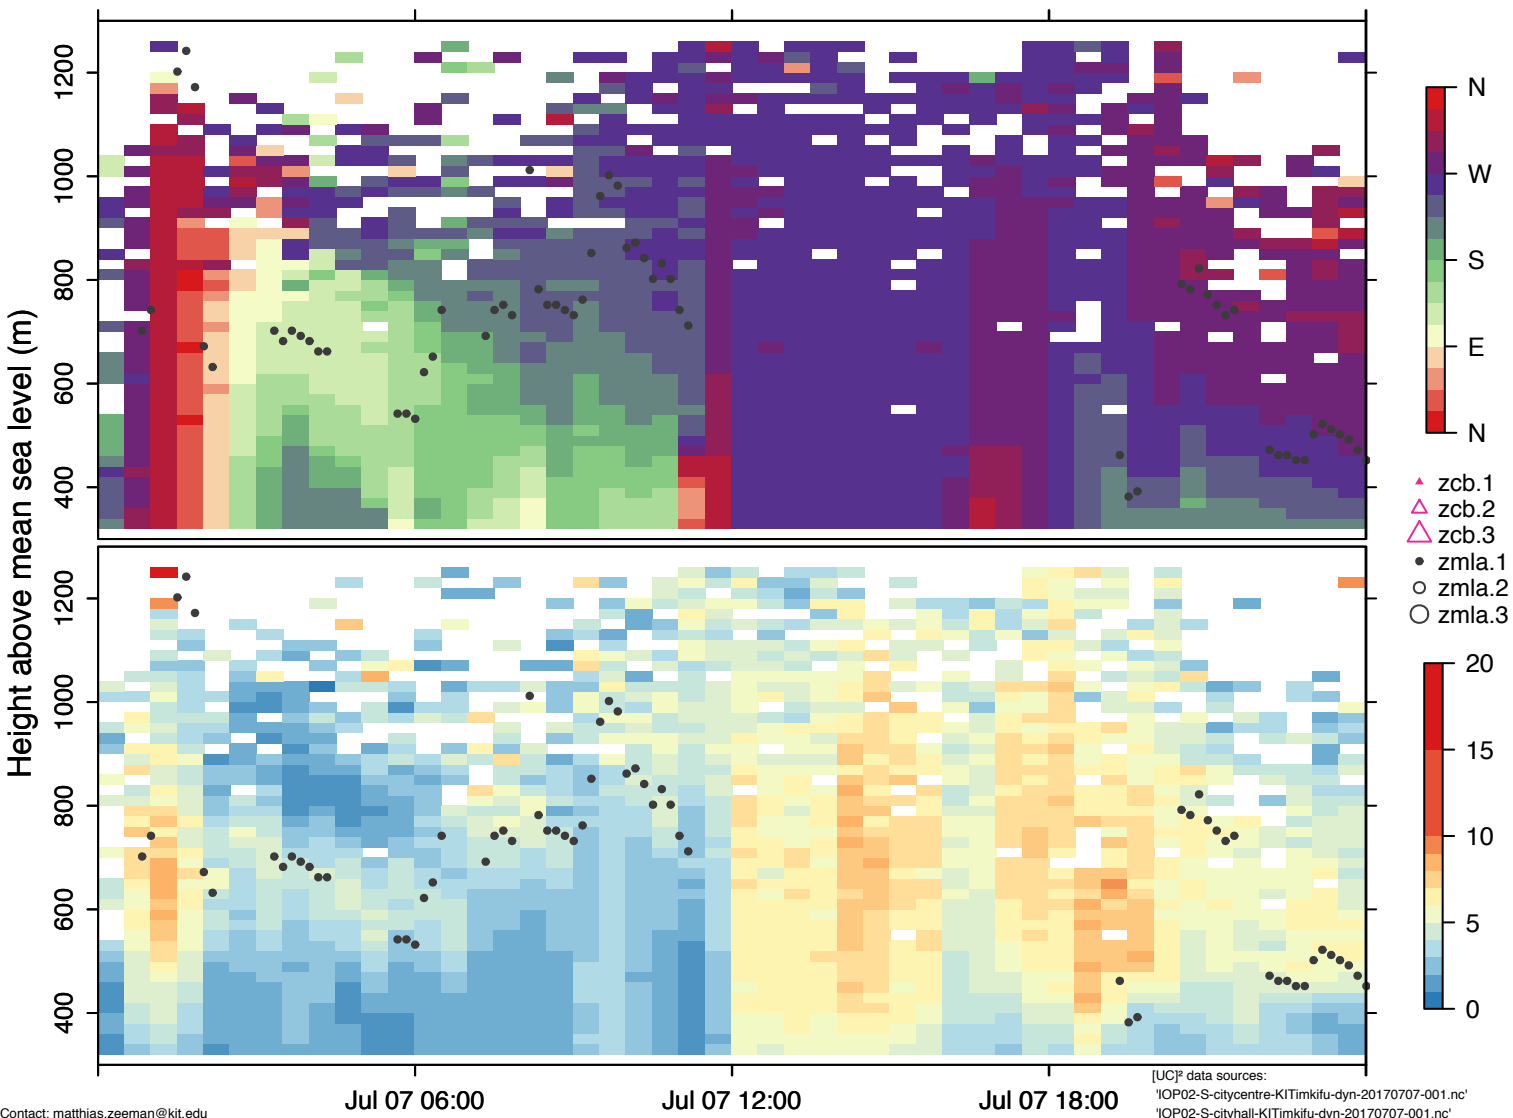 Height above mean sea level (m)
1200
1000
800
600
400
N
W
S
E
N
zcb.1
zcb.2
zcb.3
zmla.1
zmla.2
zmla.3
1200
1000
800
600
400
20
15
10
5
0
Jul 07 06:00
Jul 07 12:00
Jul 07 18:00
[UC]² data sources:
'IOP02-S-citycentre-KITimkifu-dyn-20170707-001.nc'
'IOP02-S-cityhall-KITimkifu-dyn-20170707-001.nc'
Contact: matthias.zeeman@kit.edu